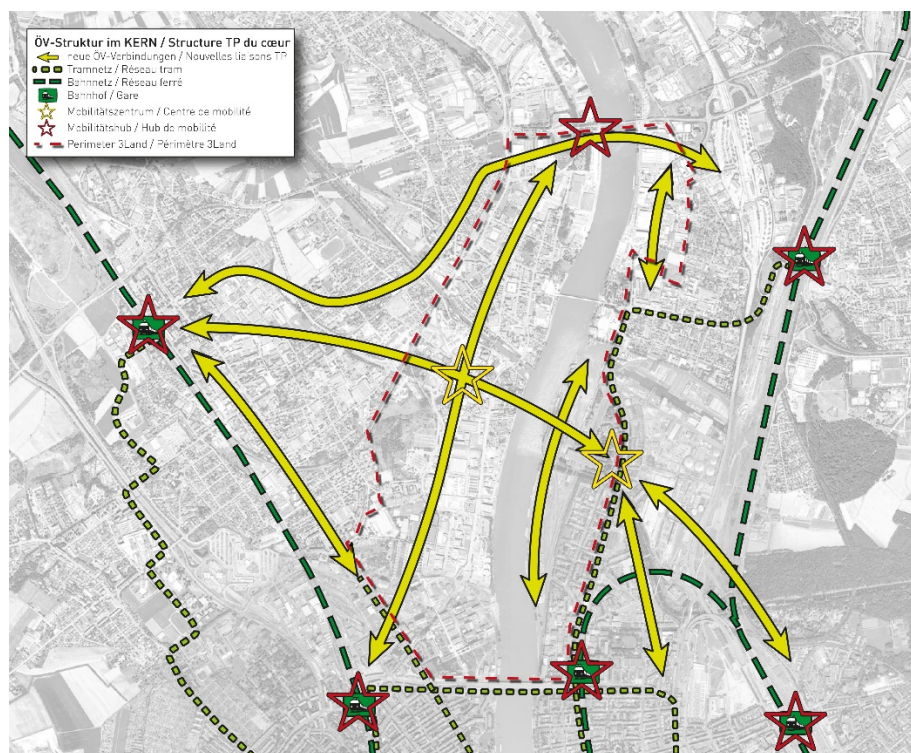 ÖV-Struktur im KERN / Structure TP du cœur
neue ÖV-Verbindungen / Nouvelles liaisons TP
Tramnetz / Réseau tram
Bahnnetz / Réseau ferré
Bahnhof / Gare
Mobilitätszentrum / Centre de mobilité
Mobilitätshub / Hub de mobilité
Perimeter 3Land / Périmètre 3Land